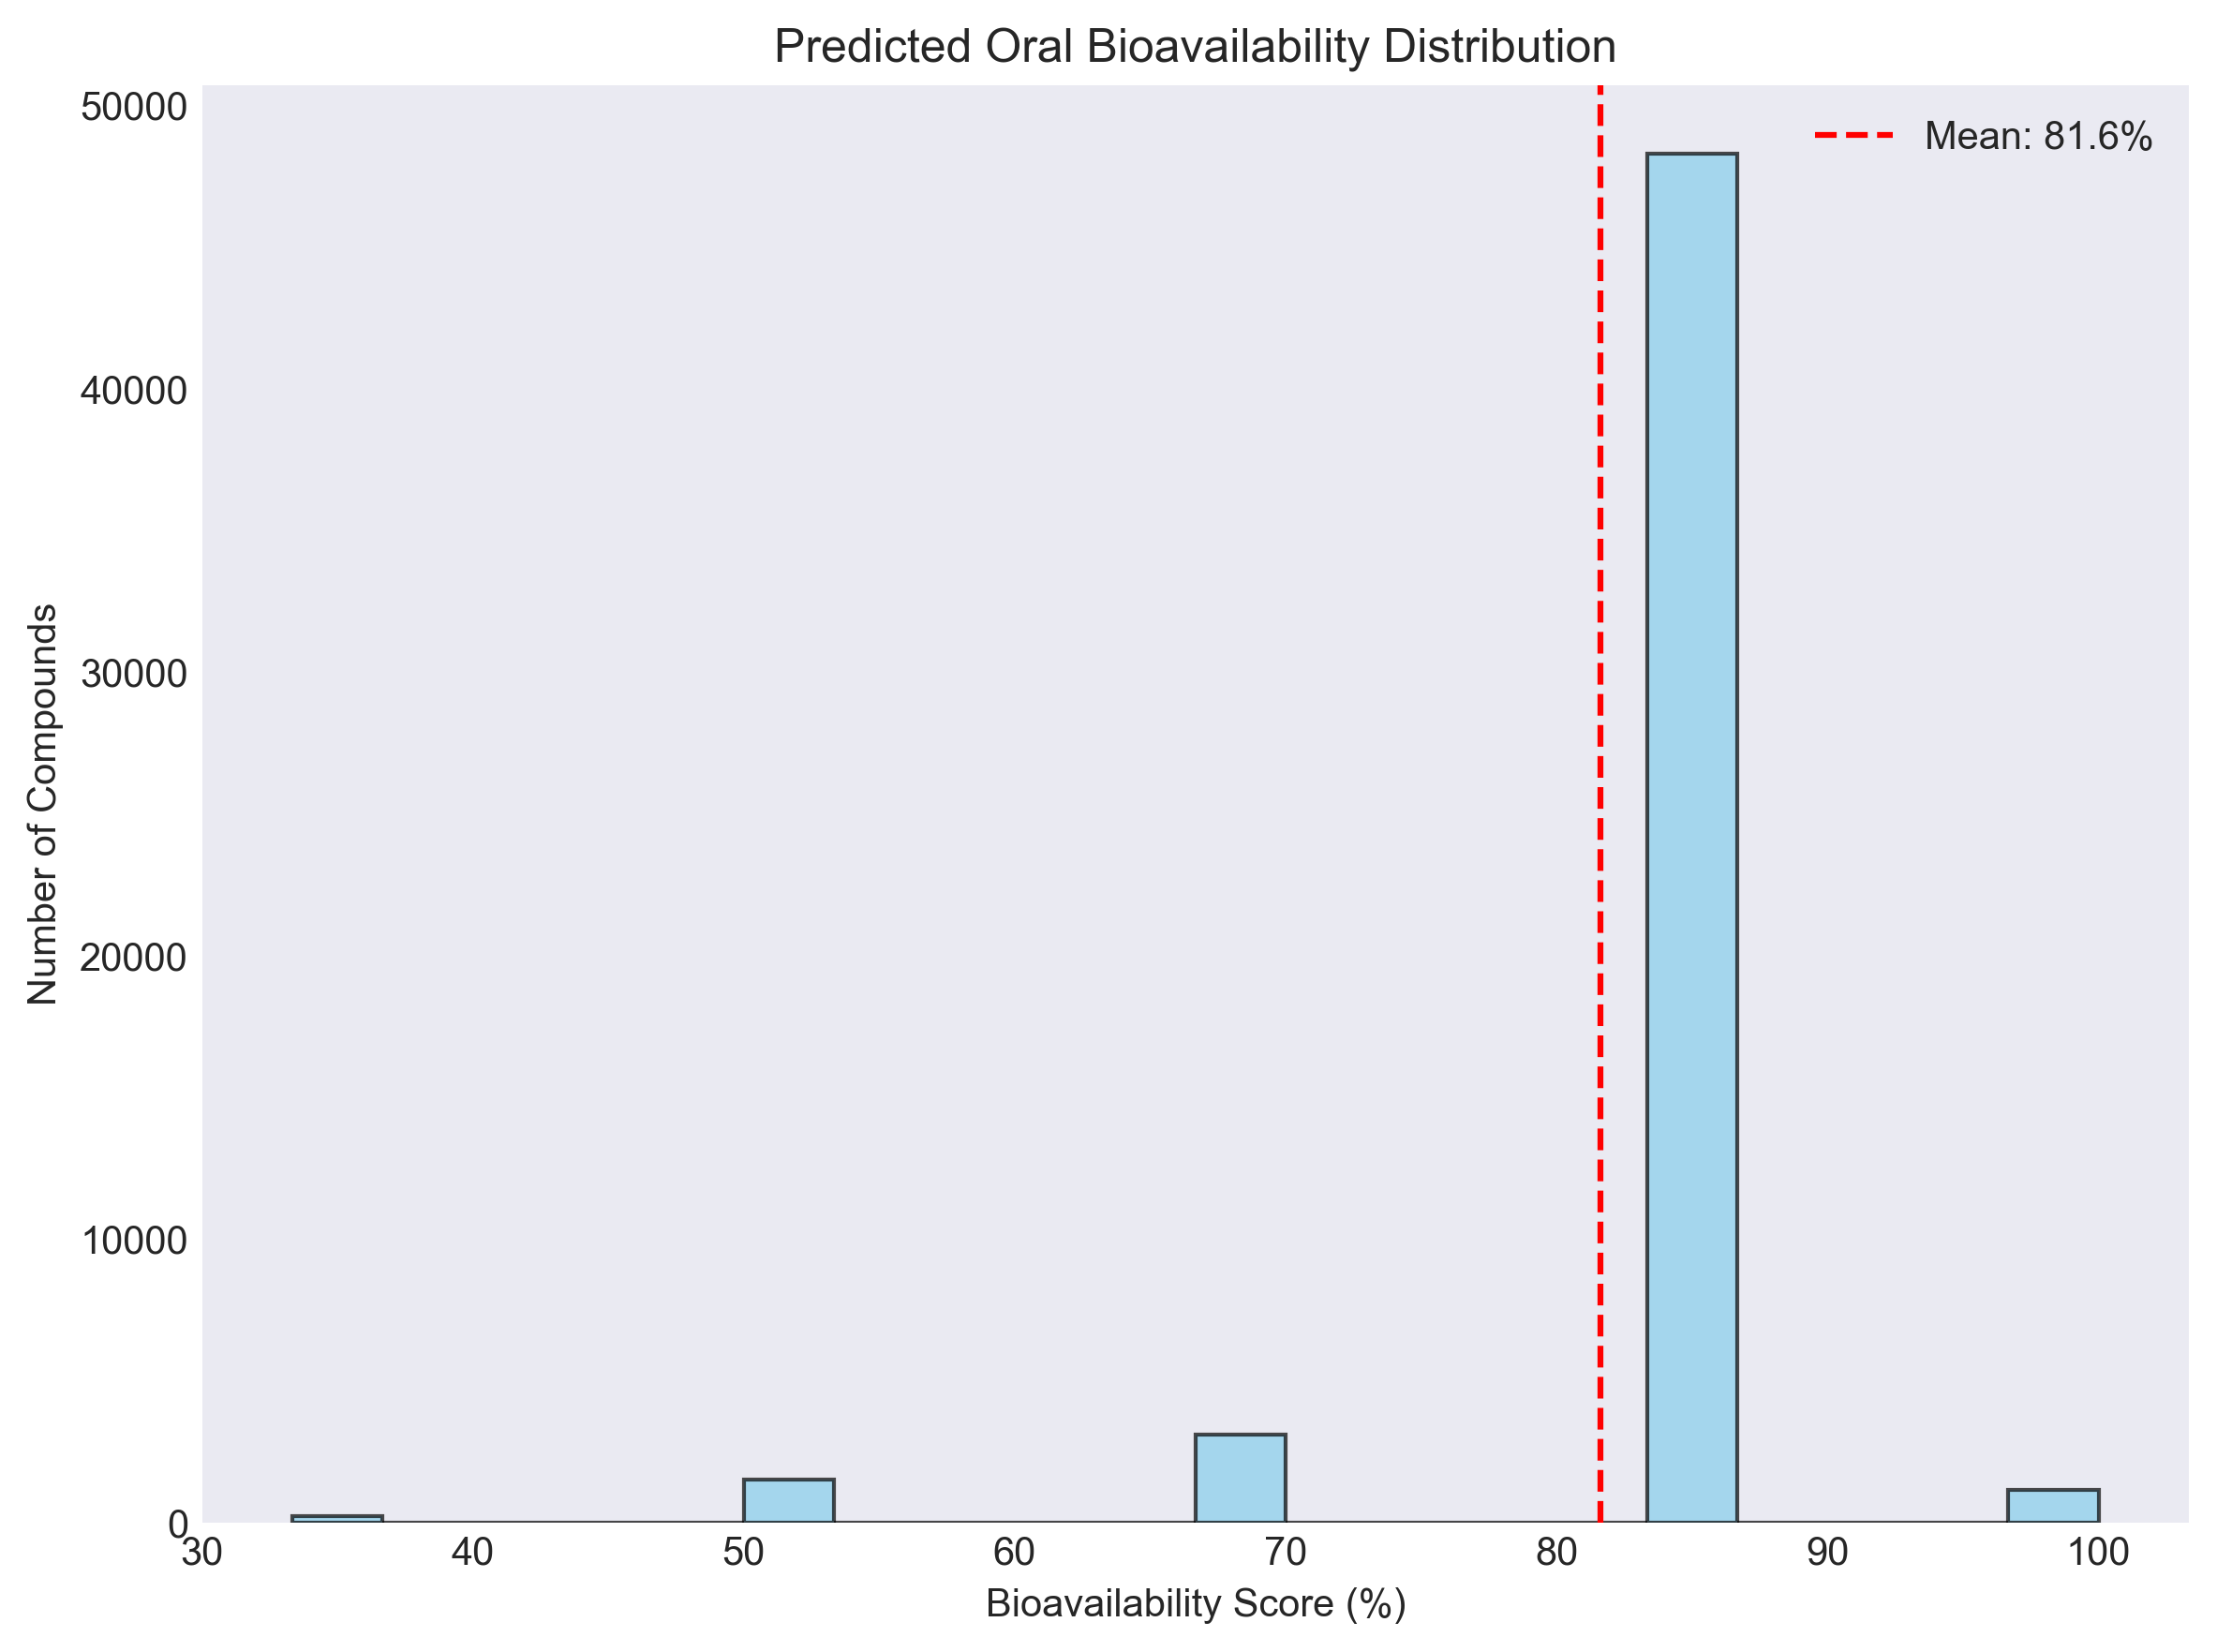 Predicted Oral Bioavailability Distribution
Mean: 81.6%
50000
40000
30000
20000
10000
0
Number of Compounds
30 40 50 60 70 80 90 100
Bioavailability Score (%)